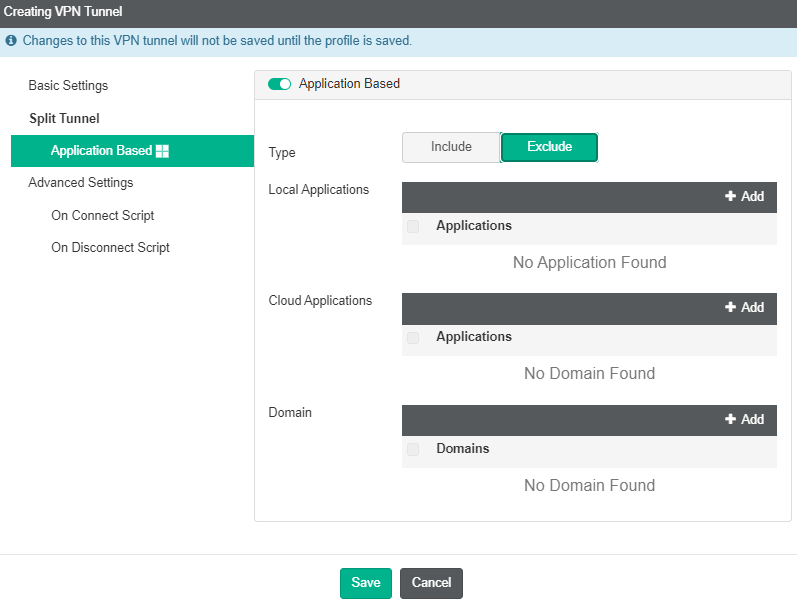 Creating VPN Tunnel
Changes to this VPN tunnel will not be saved until the profile is saved.
Basic Settings
Split Tunnel
Application Based
Advanced Settings
On Connect Script
On Disconnect Script
Application Based
Type
Include
Exclude
Local Applications
Add
Applications
No Application Found
Cloud Applications
Add
Applications
No Domain Found
Domain
Add
Domains
No Domain Found
Save
Cancel